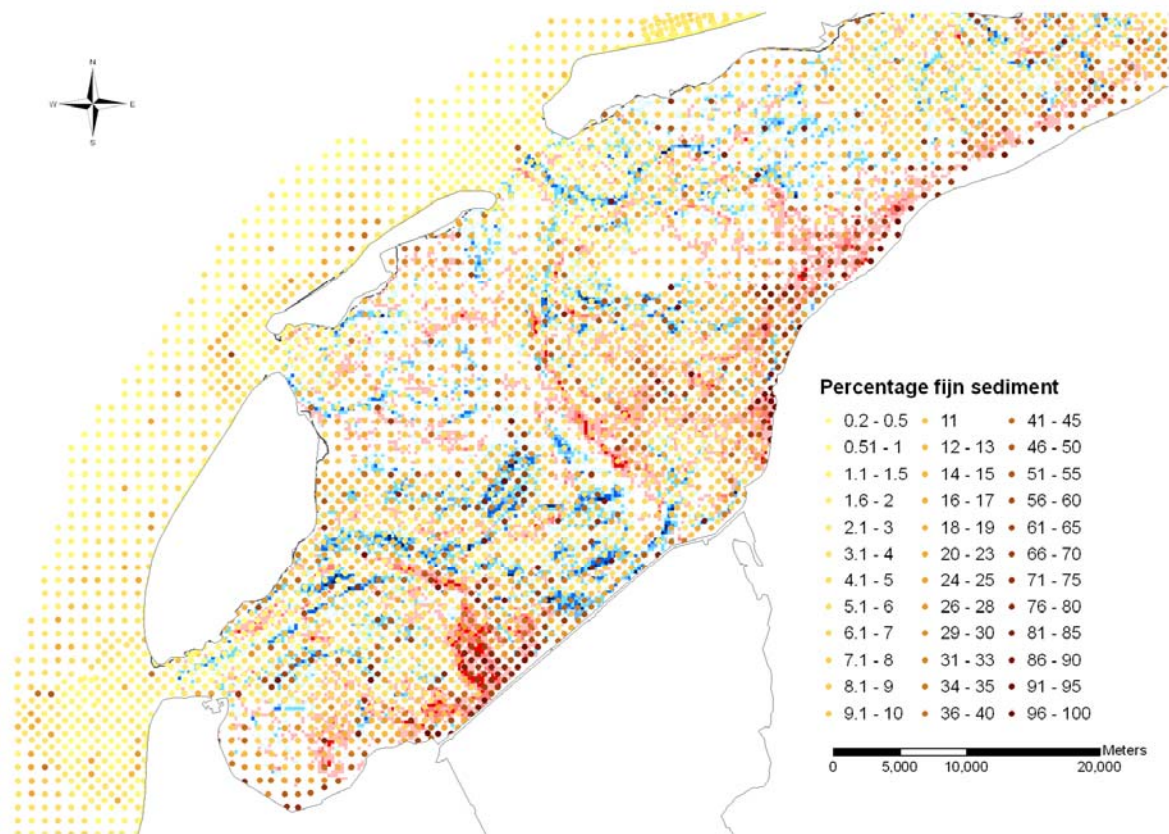 N
W E
S
Percentage fijn sediment
0.2 - 0.5 11 41 - 45
0.51 - 1 12 - 13 46 - 50
1.1 - 1.5 14 - 15 51 - 55
1.6 - 2 16 - 17 56 - 60
2.1 - 3 18 - 19 61 - 65
3.1 - 4 20 - 23 66 - 70
4.1 - 5 24 - 25 71 - 75
5.1 - 6 26 - 28 76 - 80
6.1 - 7 29 - 30 81 - 85
7.1 - 8 31 - 33 86 - 90
8.1 - 9 34 - 35 91 - 95
9.1 - 10 36 - 40 96 - 100
Meters
0 5,000 10,000 20,000